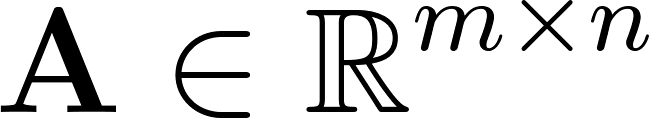 𝐀 ∈ ℝ^{m×n}